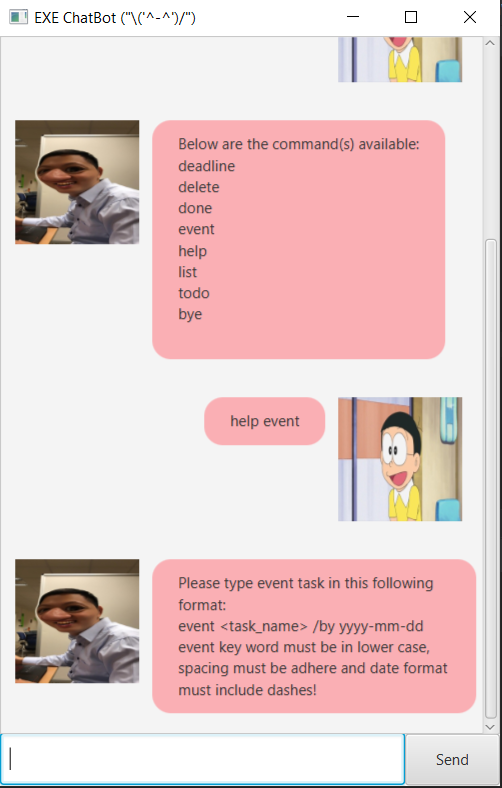 EXE ChatBot ("\('^-^')/")
Below are the command(s) available:
deadline
delete
done
event
help
list
todo
bye
help event
Please type event task in this following
format:
event <task_name> /by yyyy-mm-dd
event key word must be in lower case,
spacing must be adhere and date format
must include dashes!
Send